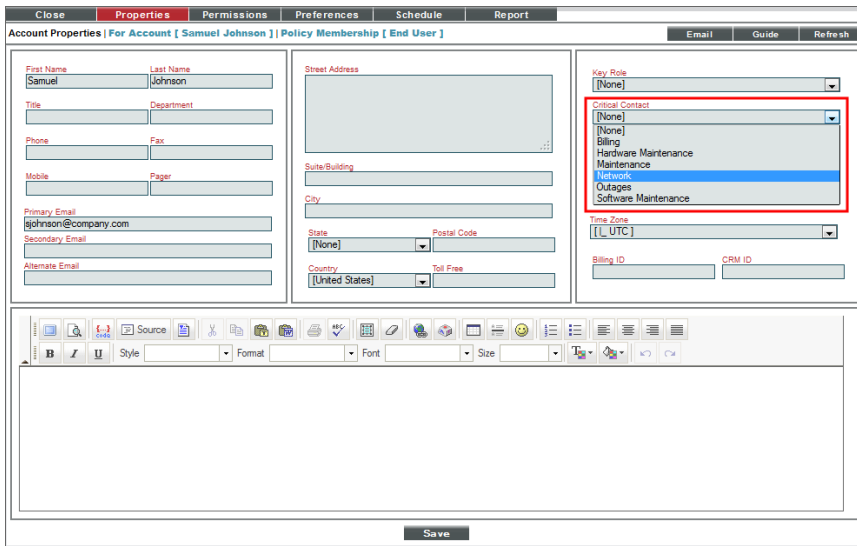 Close Properties Permissions Preferences Schedule Report
Account Properties | For Account [ Samuel Johnson ] | Policy Membership [ End User ]
Email Guide Refresh
First Name Last Name
Samuel Johnson
Title Department
Phone Fax
Mobile Pager
Primary Email
sjohnson@company.com
Secondary Email
Alternate Email
Street Address
Suite/Building
City
State Postal Code
[None]
Country Toll Free
[United States]
Key Role
[None]
Critical Contact
[None]
[None]
Billing
Hardware Maintenance
Maintenance
Network
Outages
Software Maintenance
Time Zone
[ |_ UTC ]
Billing ID CRM ID
Source
B I U Style Format Font Size
Save